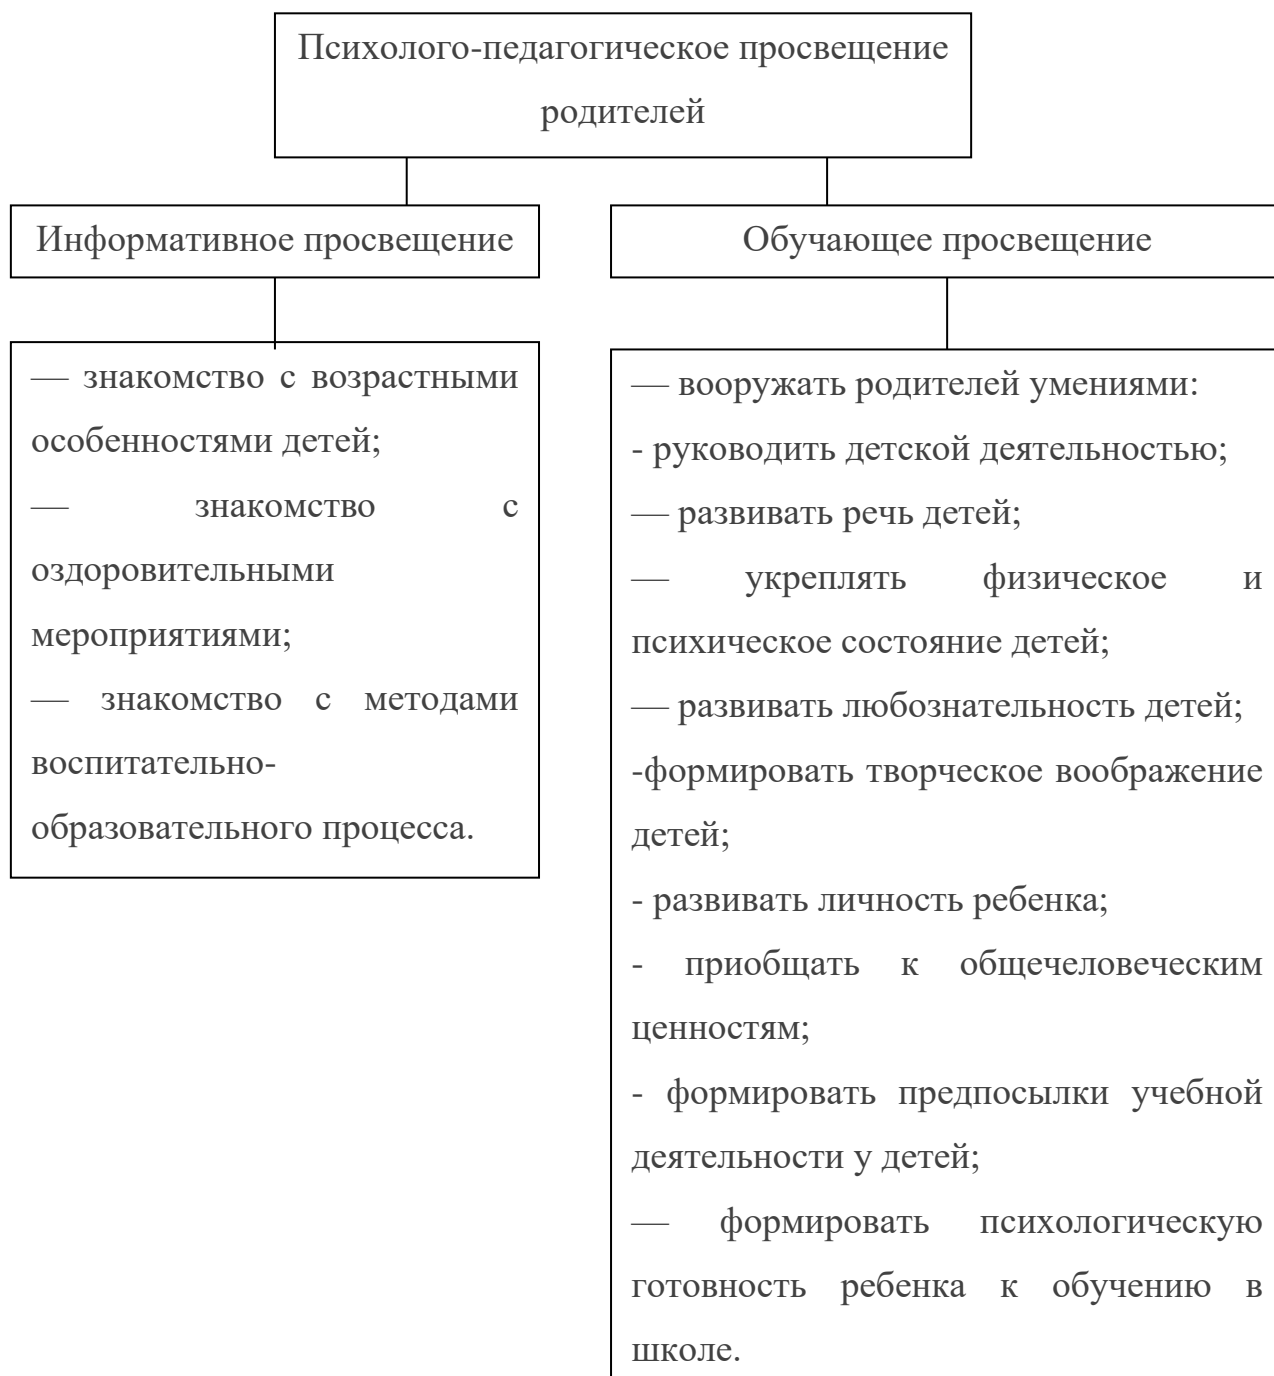 Психолого-педагогическое просвещение
родителей
Информативное просвещение
— знакомство с возрастными
особенностями детей;
— знакомство с
оздоровительными
мероприятиями;
— знакомство с методами
воспитательно-
образовательного процесса.
Обучающее просвещение
— вооружать родителей умениями:
- руководить детской деятельностью;
— развивать речь детей;
— укреплять физическое и
психическое состояние детей;
— развивать любознательность детей;
-формировать творческое воображение
детей;
- развивать личность ребенка;
- приобщать к общечеловеческим
ценностям;
- формировать предпосылки учебной
деятельности у детей;
— формировать психологическую
готовность ребенка к обучению в
школе.